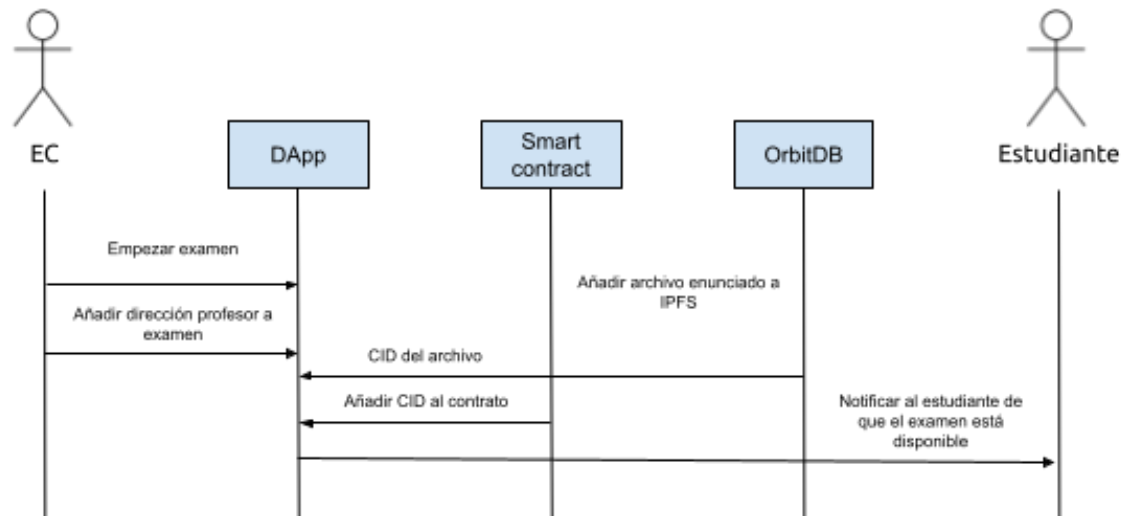 EC
DApp
Smart
contract
OrbitDB
Estudiante
Empezar examen
Añadir archivo enunciado a
IPFS
Añadir dirección profesor a
examen
CID del archivo
Añadir CID al contrato
Notificar al estudiante de
que el examen está
disponible